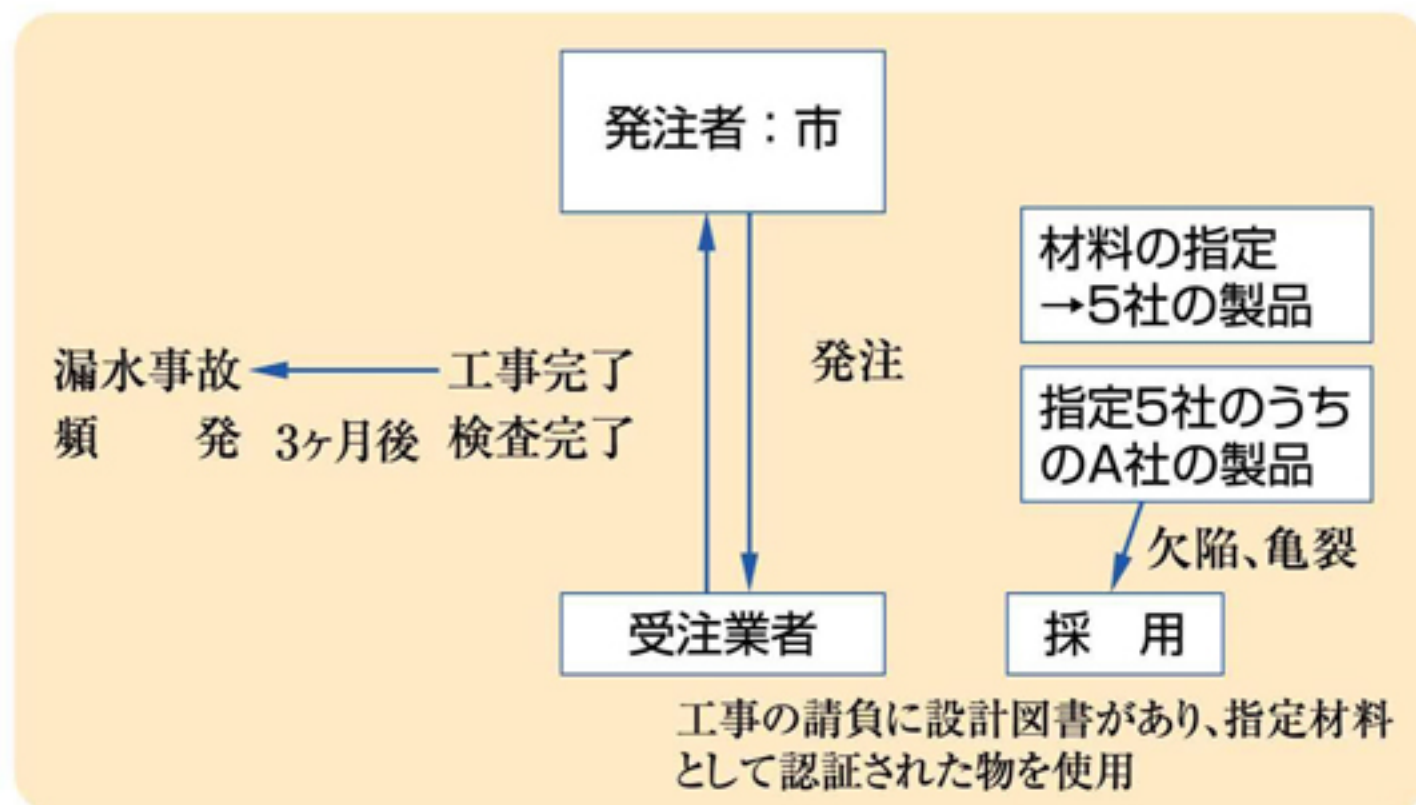 発注者：市
材料の指定
→5社の製品
発注
指定5社のうち
のA社の製品
漏水事故
頻　　発
3ヶ月後
工事完了
検査完了
欠陥、亀裂
受注業者
採　用
工事の請負に設計図書があり、指定材料
として認証された物を使用